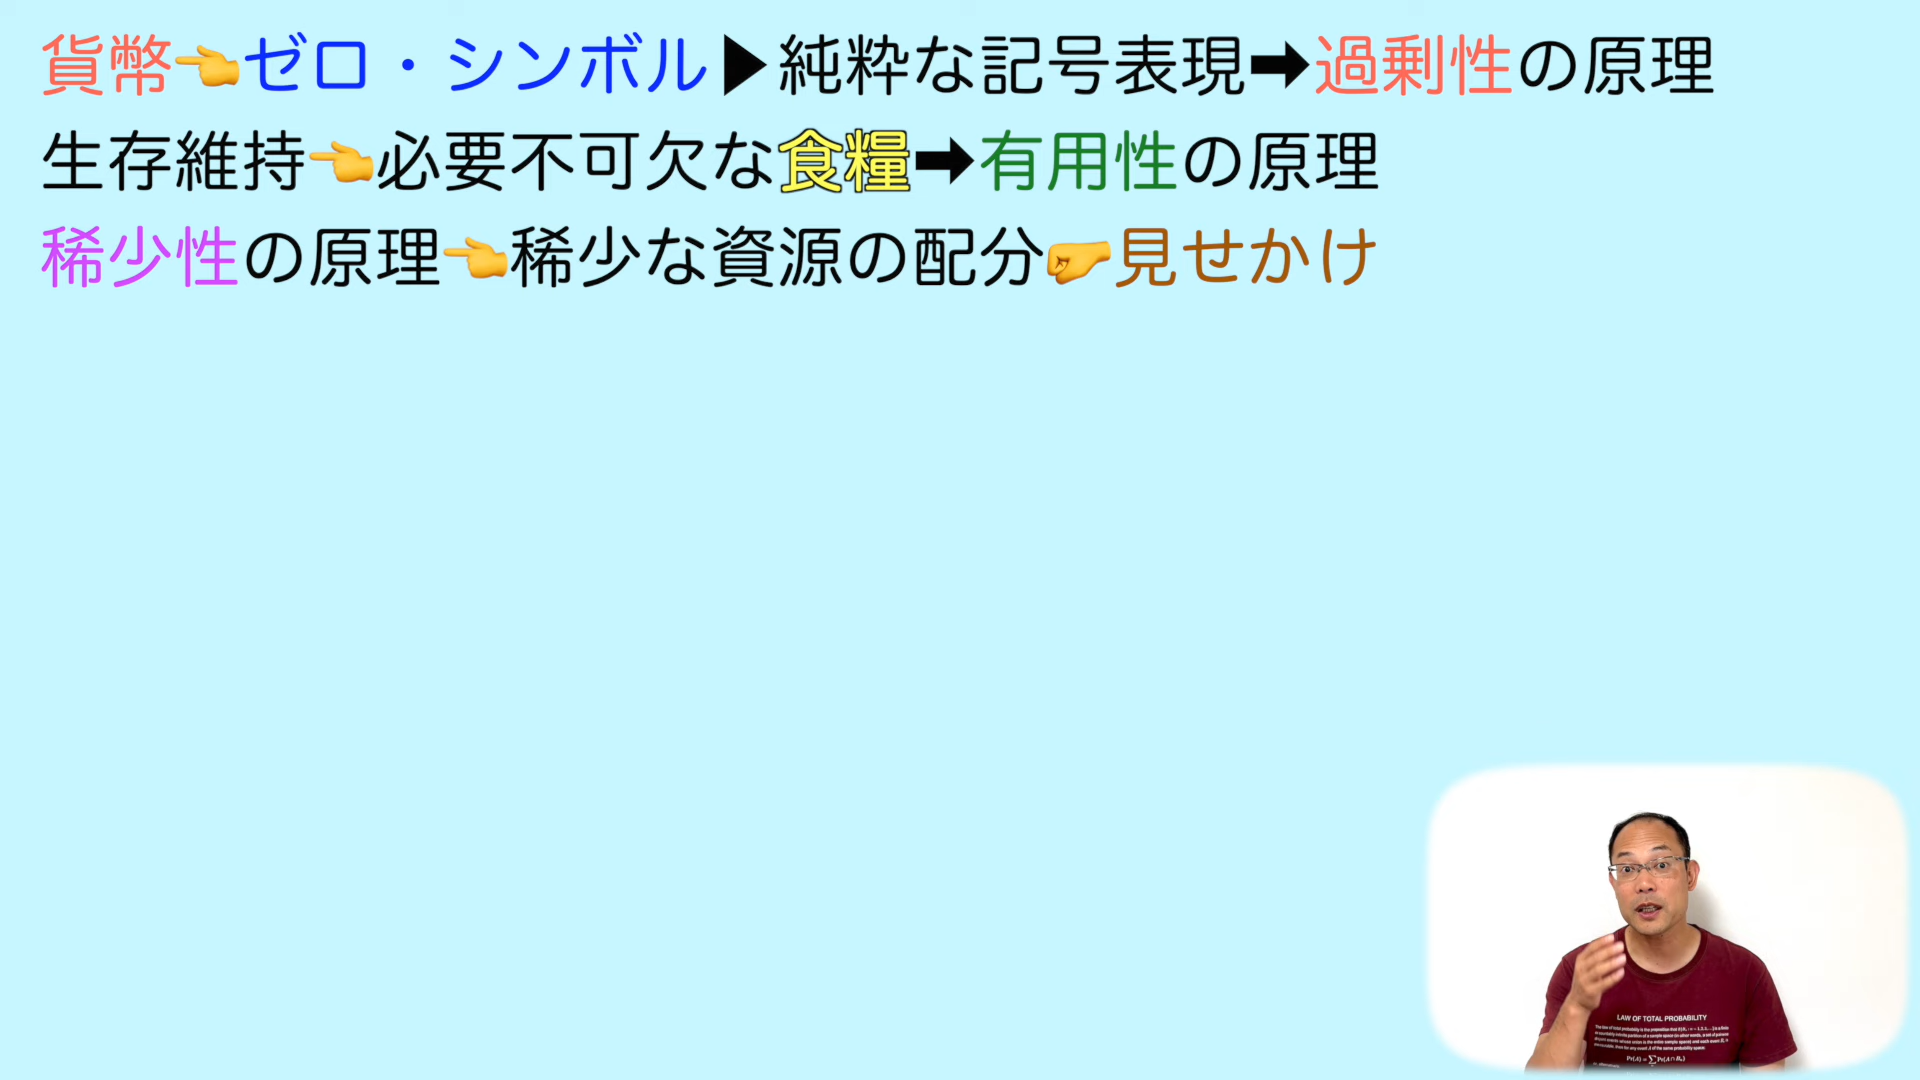 貨幣👈ゼロ・シンボル▶純粋な記号表現➡過剰性の原理
生存維持👈必要不可欠な食糧➡有用性の原理
稀少性の原理👈稀少な資源の配分🤛見せかけ
LAW OF TOTAL PROBABILITY